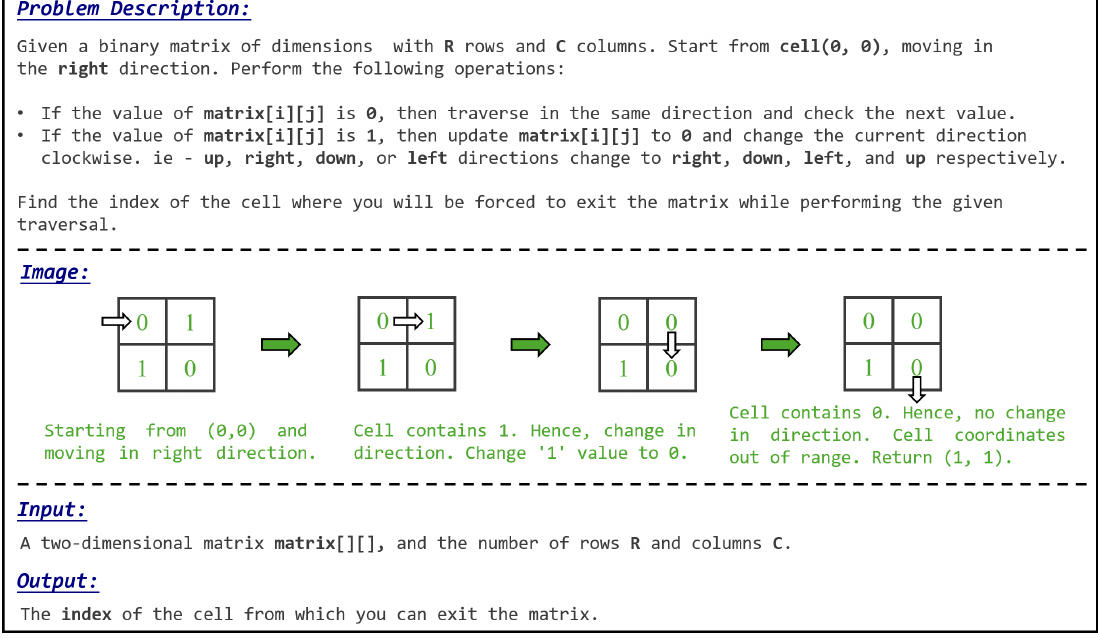 Problem Description:
Given a binary matrix of dimensions  with R rows and C columns. Start from cell(0, 0), moving in
the right direction. Perform the following operations:
• If the value of matrix[i][j] is 0, then traverse in the same direction and check the next value.
• If the value of matrix[i][j] is 1, then update matrix[i][j] to 0 and change the current direction
clockwise. ie - up, right, down, or left directions change to right, down, left, and up respectively.
Find the index of the cell where you will be forced to exit the matrix while performing the given
traversal.
Image:
0 1
1 0
0 1
1 0
0 0
1 0
0 0
1 0
Starting from (0,0) and
moving in right direction.
Cell contains 1. Hence, change in
direction. Change '1' value to 0.
Cell contains 0. Hence, no change
in direction. Cell coordinates
out of range. Return (1, 1).
Input:
A two-dimensional matrix matrix[][], and the number of rows R and columns C.
Output:
The index of the cell from which you can exit the matrix.